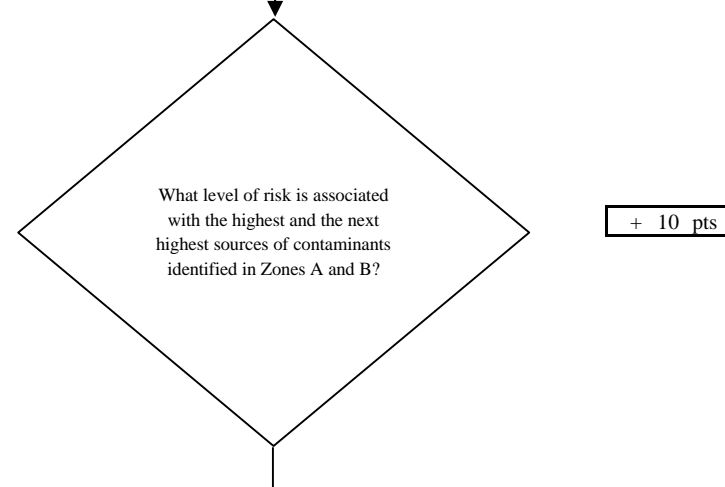 What level of risk is associated
with the highest and the next
highest sources of contaminants
identified in Zones A and B?
+ 10 pts